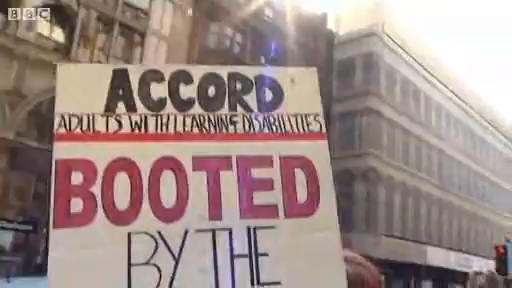 BBC
ACCORD
ADULTS WITH LEARNING DISABILITIES
BOOTED
BY THE